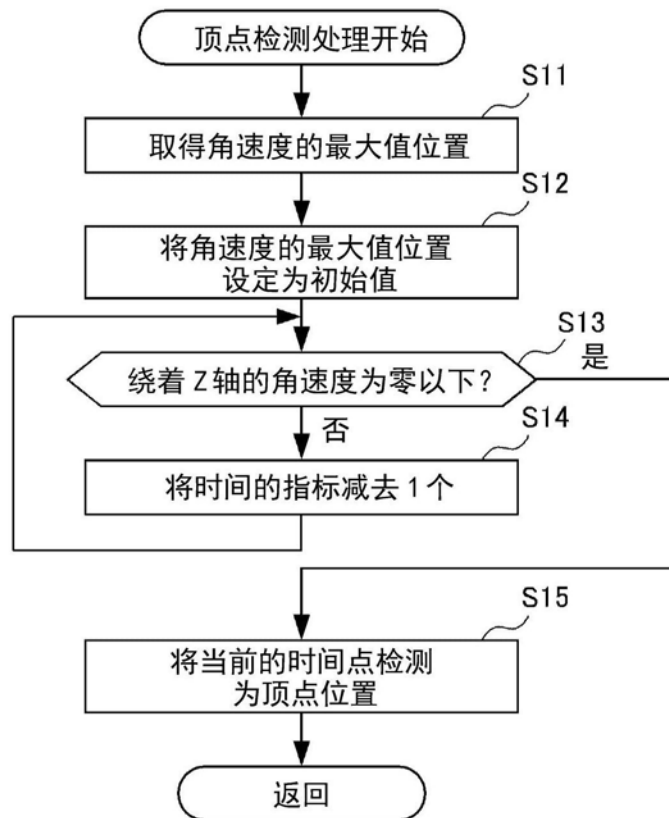 顶点检测处理开始
S11
取得角速度的最大值位置
S12
将角速度的最大值位置
设定为初始值
S13
绕着 Z 轴的角速度为零以下?
是
否
S14
将时间的指标减去 1 个
S15
将当前的时间点检测
为顶点位置
返回